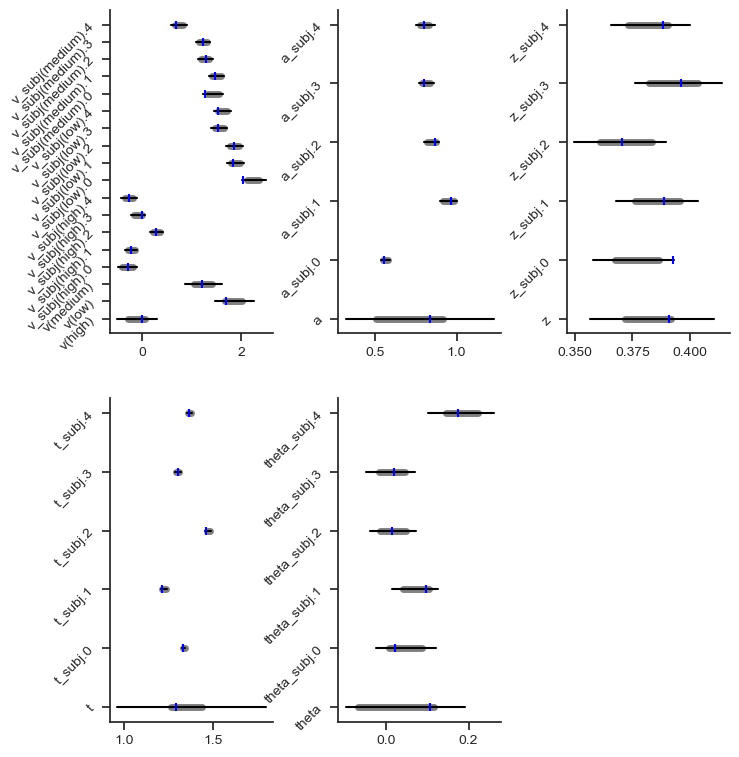 v_subj(medium).4
v_subj(medium).3
v_subj(medium).2
v_subj(medium).1
v_subj(medium).0
v_subj(low).4
v_subj(low).3
v_subj(low).2
v_subj(low).1
v_subj(low).0
v_subj(high).4
v_subj(high).3
v_subj(high).2
v_subj(high).1
v_subj(high).0
v(medium)
v(low)
v(high)
0 2
a_subj.4
a_subj.3
a_subj.2
a_subj.1
a_subj.0
a
0.5 1.0
z_subj.4
z_subj.3
z_subj.2
z_subj.1
z_subj.0
z
0.350 0.375 0.400
t_subj.4
t_subj.3
t_subj.2
t_subj.1
t_subj.0
t
1.0 1.5
theta_subj.4
theta_subj.3
theta_subj.2
theta_subj.1
theta_subj.0
theta
0.0 0.2